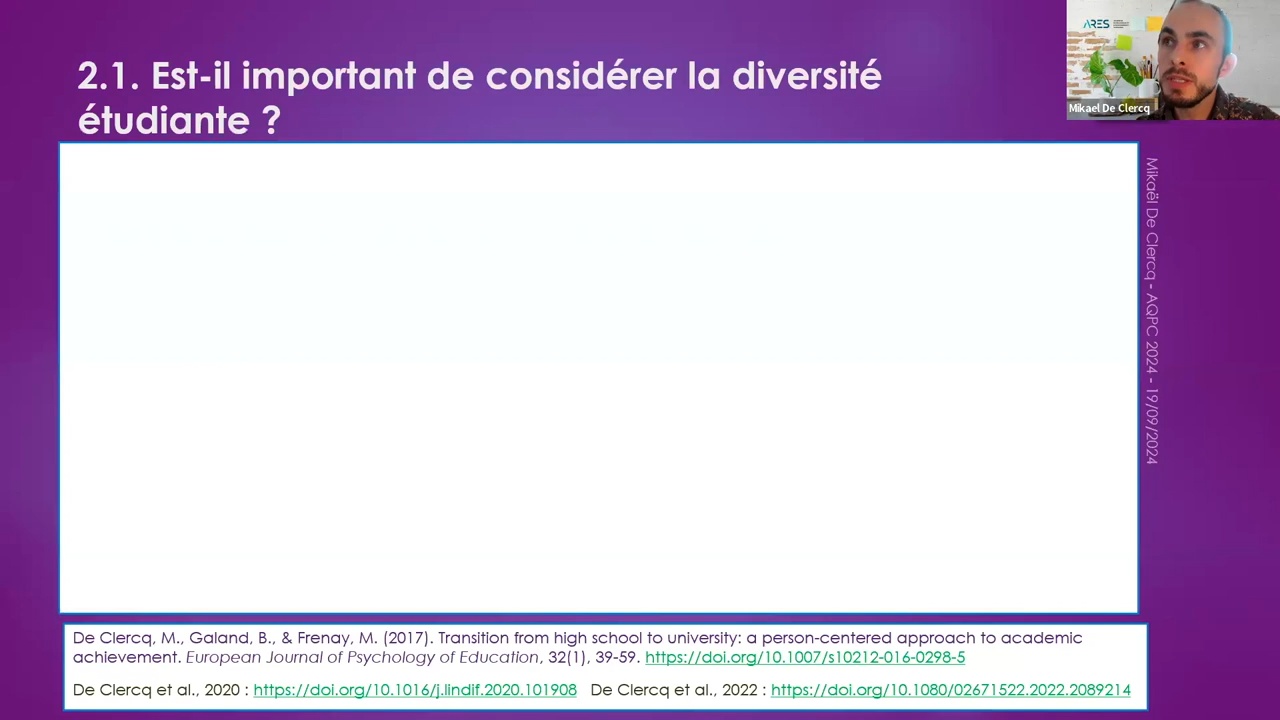 2.1. Est-il important de considérer la diversité
étudiante ?
ARES
Mikael De Clercq
Mikaël De Clercq - AQPC 2024 - 19/09/2024
De Clercq, M., Galand, B., & Frenay, M. (2017). Transition from high school to university: a person-centered approach to academic
achievement. European Journal of Psychology of Education, 32(1), 39-59. https://doi.org/10.1007/s10212-016-0298-5
De Clercq et al., 2020 : https://doi.org/10.1016/j.lindif.2020.101908 De Clercq et al., 2022 : https://doi.org/10.1080/02671522.2022.2089214